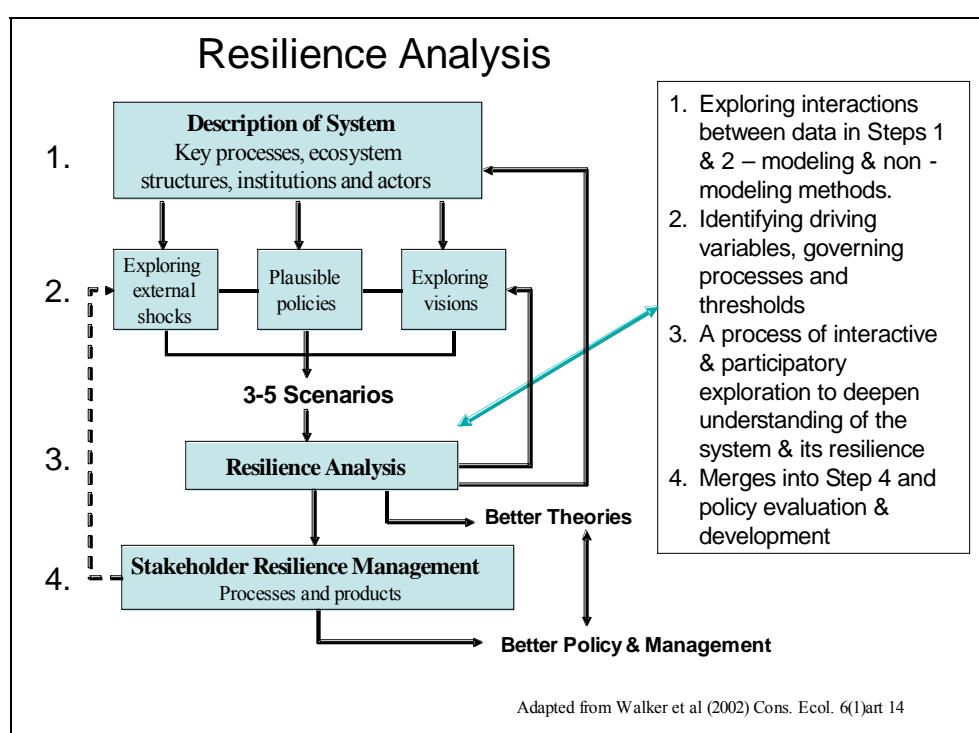 Resilience Analysis
1.
Description of System
Key processes, ecosystem
structures, institutions and actors
2.
Exploring
external
shocks
Plausible
policies
Exploring
visions
3-5 Scenarios
3.
Resilience Analysis
Better Theories
4.
Stakeholder Resilience Management
Processes and products
Better Policy & Management
1. Exploring interactions
between data in Steps 1
& 2 – modeling & non -
modeling methods.
2. Identifying driving
variables, governing
processes and
thresholds
3. A process of interactive
& participatory
exploration to deepen
understanding of the
system & its resilience
4. Merges into Step 4 and
policy evaluation &
development
Adapted from Walker et al (2002) Cons. Ecol. 6(1)art 14